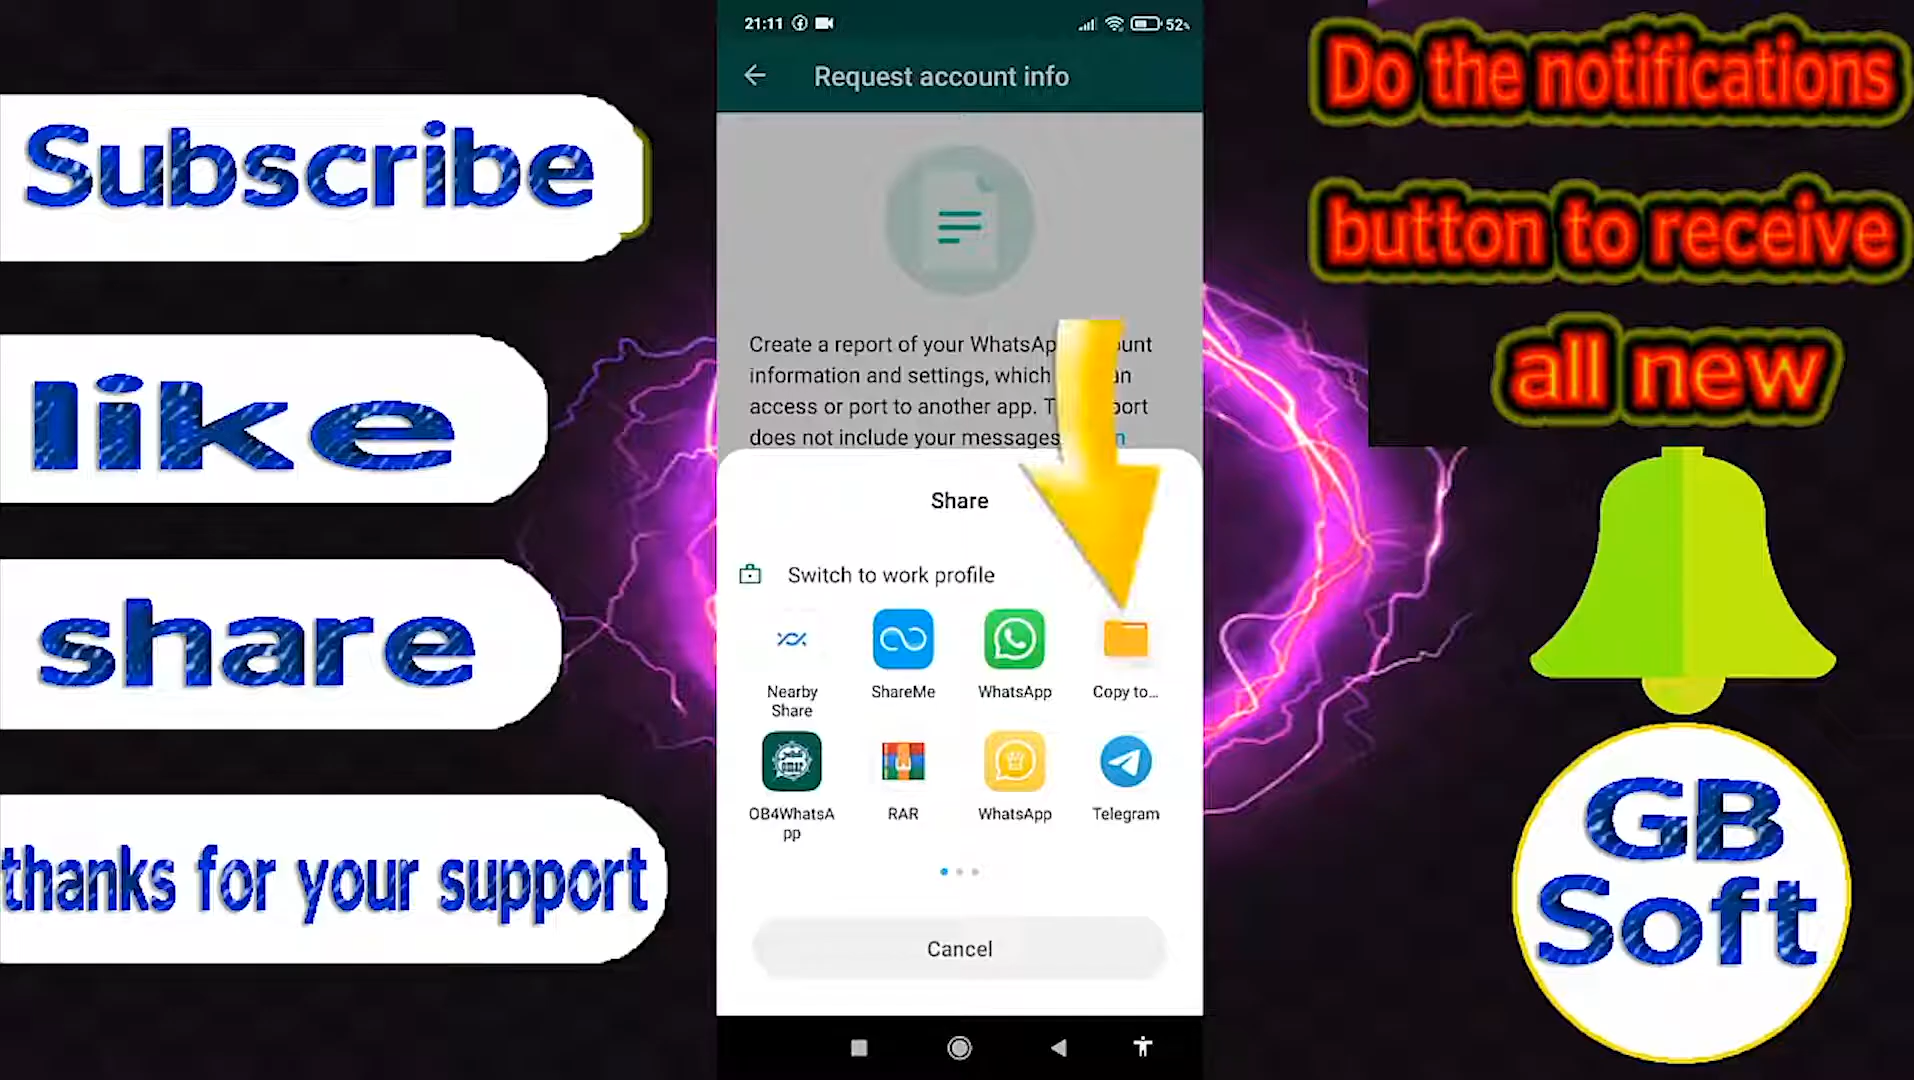 Subscribe
like
share
thanks for your support
21:11
52%
Request account info
Create a report of your WhatsAp unt
information and settings, which an
access or port to another app. T port
does not include your messages n
Share
Switch to work profile
Nearby
Share
ShareMe
WhatsApp
Copy to...
OB4WhatsA
pp
RAR
WhatsApp
Telegram
Cancel
Do the notifications
button to receive
all new
GB
Soft